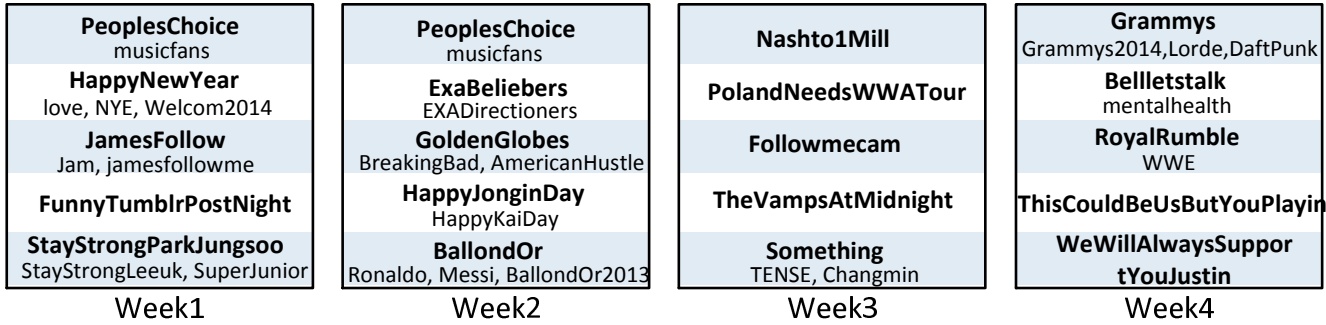 PeoplesChoice
musicfans
HappyNewYear
love, NYE, Welcom2014
JamesFollow
Jam, jamesfollowme
FunnyTumblrPostNight
StayStrongParkJungsoo
StayStrongLeeuk, SuperJunior
Week1
PeoplesChoice
musicfans
ExaBeliebers
EXADirectioners
GoldenGlobes
BreakingBad, AmericanHustle
HappyJonginDay
HappyKaiDay
BallondOr
Ronaldo, Messi, BallondOr2013
Week2
Nashto1Mill
PolandNeedsWWATour
Followmecam
TheVampsAtMidnight
Something
TENSE, Changmin
Week3
Grammys
Grammys2014,Lorde,DaftPunk
Bellletstalk
mentalhealth
RoyalRumble
WWE
ThisCouldBeUsButYouPlayin
WeWillAlwaysSuppor
tYouJustin
Week4